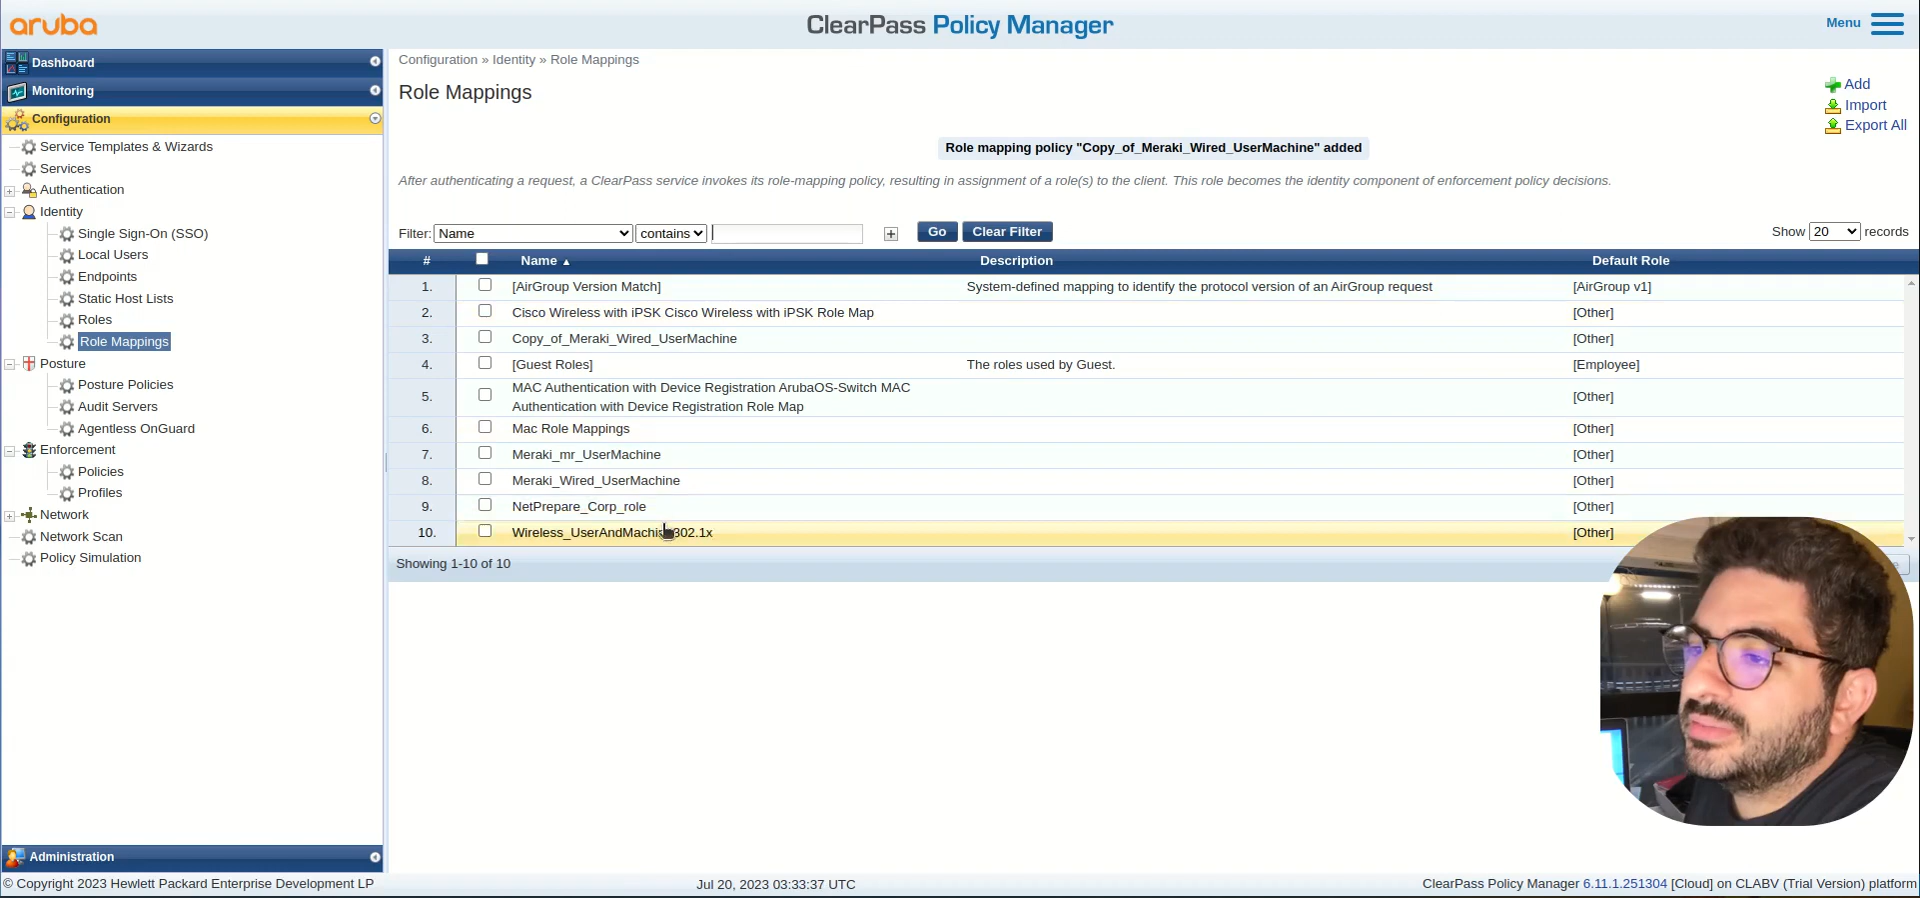 aruba
ClearPass Policy Manager
Menu
Dashboard
Monitoring
Configuration
Service Templates & Wizards
Services
Authentication
Identity
Single Sign-On (SSO)
Local Users
Endpoints
Static Host Lists
Roles
Role Mappings
Posture
Posture Policies
Audit Servers
Agentless OnGuard
Enforcement
Policies
Profiles
Network
Network Scan
Policy Simulation
Administration
Configuration » Identity » Role Mappings
Role Mappings
Add
Import
Export All
Role mapping policy "Copy_of_Meraki_Wired_UserMachine" added
After authenticating a request, a ClearPass service invokes its role-mapping policy, resulting in assignment of a role(s) to the client. This role becomes the identity component of enforcement policy decisions.
Filter: Name contains Go Clear Filter Show 20 records
# Name ▲ Description Default Role
1. [AirGroup Version Match] System-defined mapping to identify the protocol version of an AirGroup request [AirGroup v1]
2. Cisco Wireless with iPSK Cisco Wireless with iPSK Role Map [Other]
3. Copy_of_Meraki_Wired_UserMachine [Other]
4. [Guest Roles] The roles used by Guest. [Employee]
5. MAC Authentication with Device Registration ArubaOS-Switch MAC
Authentication with Device Registration Role Map [Other]
6. Mac Role Mappings [Other]
7. Meraki_mr_UserMachine [Other]
8. Meraki_Wired_UserMachine [Other]
9. NetPrepare_Corp_role [Other]
10. [Other]
Showing 1-10 of 10
© Copyright 2023 Hewlett Packard Enterprise Development LP
Jul 20, 2023 03:33:37 UTC
ClearPass Policy Manager 6.11.1.251304 [Cloud] on CLABV (Trial Version) platform